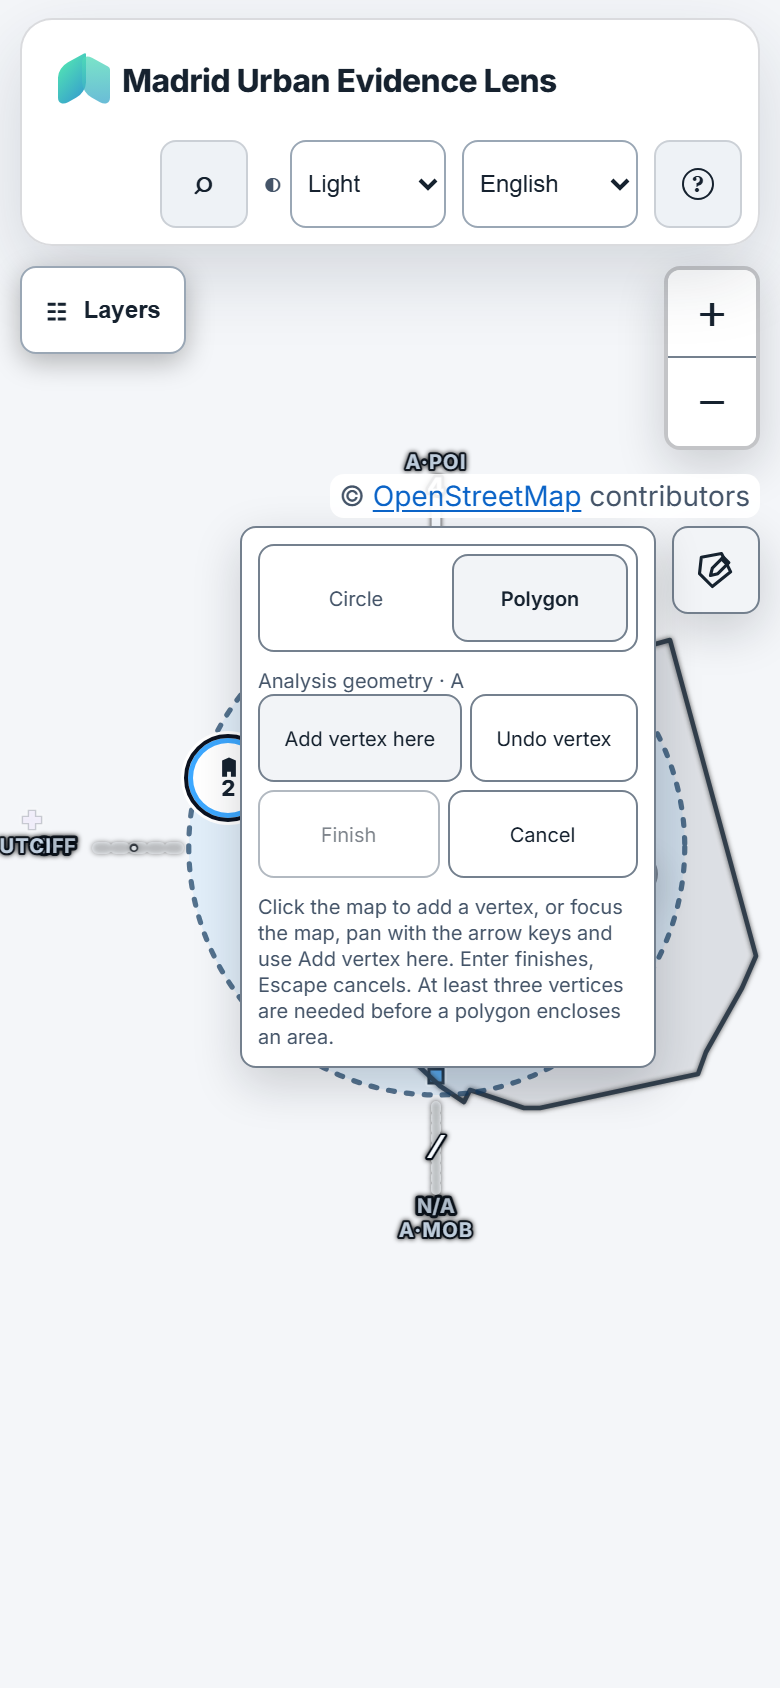 Madrid Urban Evidence Lens
Light
English
?
Layers
+
−
A·POI
© OpenStreetMap contributors
Circle
Polygon
Analysis geometry · A
Add vertex here
Undo vertex
2
Finish
Cancel
UTCIFF
Click the map to add a vertex, or focus
the map, pan with the arrow keys and
use Add vertex here. Enter finishes,
Escape cancels. At least three vertices
are needed before a polygon encloses
an area.
N/A
A·MOB